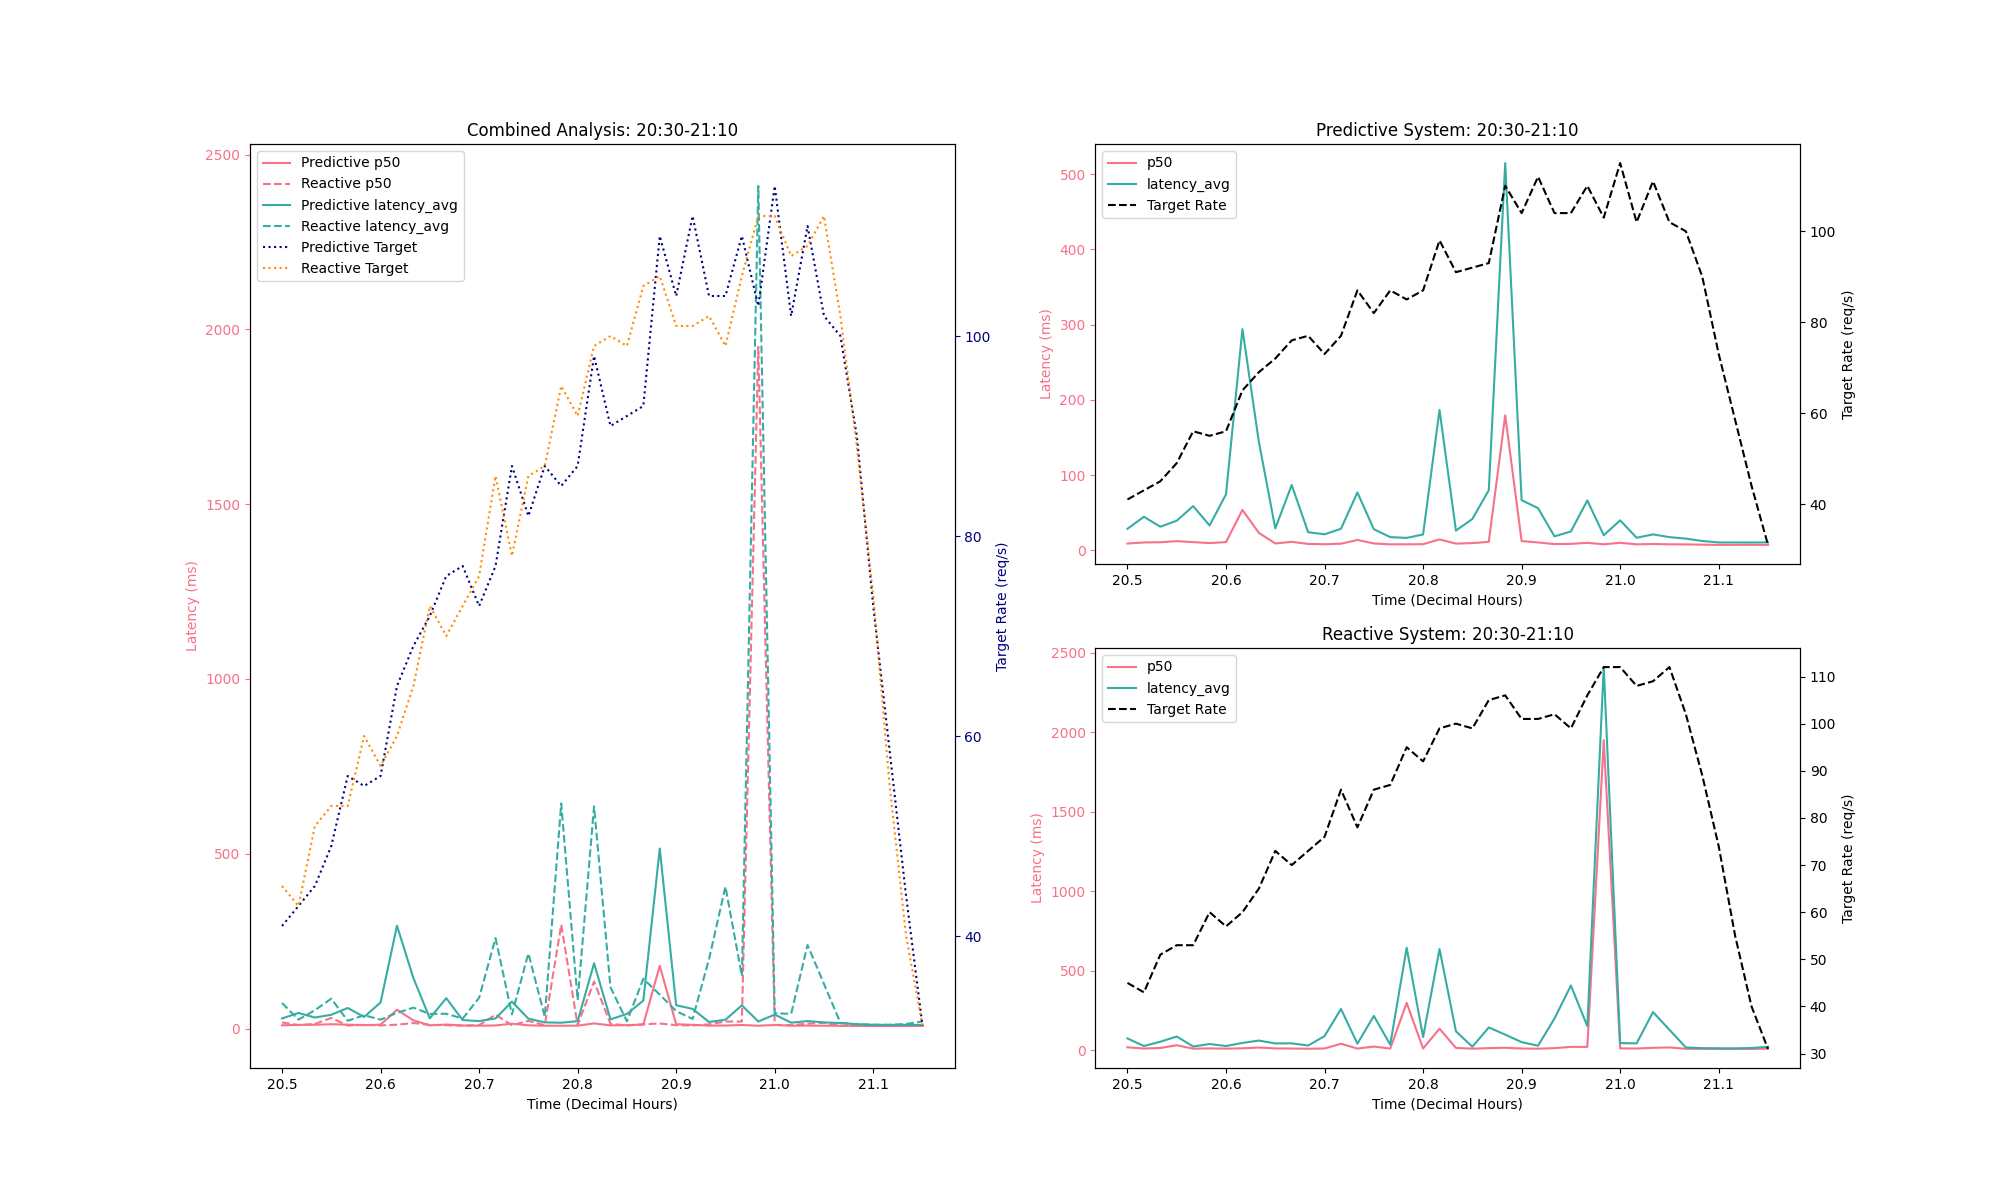 Combined Analysis: 20:30-21:10
Predictive p50
Reactive p50
Predictive latency_avg
Reactive latency_avg
Predictive Target
Reactive Target
2500
2000
1500
1000
500
0
Latency (ms)
100
80
60
40
Target Rate (req/s)
20.5 20.6 20.7 20.8 20.9 21.0 21.1
Time (Decimal Hours)
Predictive System: 20:30-21:10
p50
latency_avg
Target Rate
500
400
300
200
100
0
Latency (ms)
100
80
60
40
Target Rate (req/s)
20.5 20.6 20.7 20.8 20.9 21.0 21.1
Time (Decimal Hours)
Reactive System: 20:30-21:10
p50
latency_avg
Target Rate
2500
2000
1500
1000
500
0
Latency (ms)
110
100
90
80
70
60
50
40
30
Target Rate (req/s)
20.5 20.6 20.7 20.8 20.9 21.0 21.1
Time (Decimal Hours)